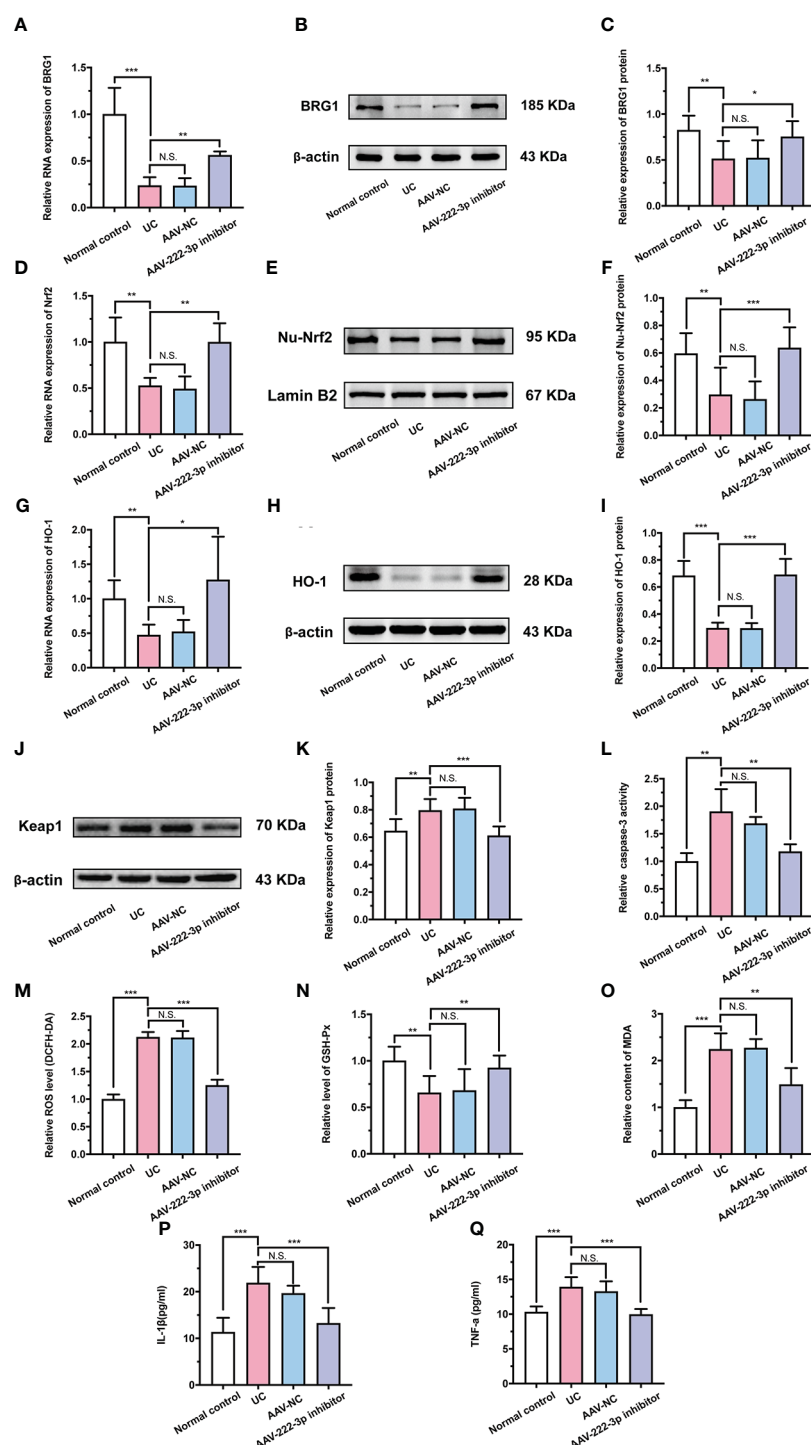 A
Relative RNA expression of BRG1
1.5
1.0
0.5
0.0
***
**
N.S.
Normal control
UC
AAV-NC
AAV-222-3p inhibitor
B
BRG1
185 KDa
β-actin
43 KDa
Normal control
UC
AAV-NC
AAV-222-3p inhibitor
C
Relative expression of BRG1 protein
1.5
1.0
0.5
0.0
**
*
N.S.
Normal control
UC
AAV-NC
AAV-222-3p inhibitor
D
Relative RNA expression of Nrf2
1.5
1.0
0.5
0.0
**
**
N.S.
Normal control
UC
AAV-NC
AAV-222-3p inhibitor
E
Nu-Nrf2
95 KDa
Lamin B2
67 KDa
Normal control
UC
AAV-NC
AAV-222-3p inhibitor
F
Relative expression of Nu-Nrf2 protein
1.0
0.8
0.6
0.4
0.2
0.0
**
***
N.S.
Normal control
UC
AAV-NC
AAV-222-3p inhibitor
G
Relative RNA expression of HO-1
2.5
2.0
1.5
1.0
0.5
0.0
**
*
N.S.
Normal control
UC
AAV-NC
AAV-222-3p inhibitor
H
HO-1
28 KDa
β-actin
43 KDa
Normal control
UC
AAV-NC
AAV-222-3p inhibitor
I
Relative expression of HO-1 protein
1.0
0.8
0.6
0.4
0.2
0.0
***
***
N.S.
Normal control
UC
AAV-NC
AAV-222-3p inhibitor
J
Keap1
70 KDa
β-actin
43 KDa
Normal control
UC
AAV-NC
AAV-222-3p inhibitor
K
Relative expression of Keap1 protein
1.0
0.8
0.6
0.4
0.2
0.0
**
***
N.S.
Normal control
UC
AAV-NC
AAV-222-3p inhibitor
L
Relative caspase-3 activity
2.5
2.0
1.5
1.0
0.5
0.0
**
**
N.S.
Normal control
UC
AAV-NC
AAV-222-3p inhibitor
M
Relative ROS level (DCFH-DA)
2.5
2.0
1.5
1.0
0.5
0.0
***
***
N.S.
Normal control
UC
AAV-NC
AAV-222-3p inhibitor
N
Relative level of GSH-Px
1.5
1.0
0.5
0.0
**
**
N.S.
Normal control
UC
AAV-NC
AAV-222-3p inhibitor
O
Relative content of MDA
3
2
1
0
***
**
N.S.
Normal control
UC
AAV-NC
AAV-222-3p inhibitor
P
IL-1β(pg/ml)
30
20
10
0
***
***
N.S.
Normal control
UC
AAV-NC
AAV-222-3p inhibitor
Q
TNF-a (pg/ml)
20
15
10
5
0
***
***
N.S.
Normal control
UC
AAV-NC
AAV-222-3p inhibitor